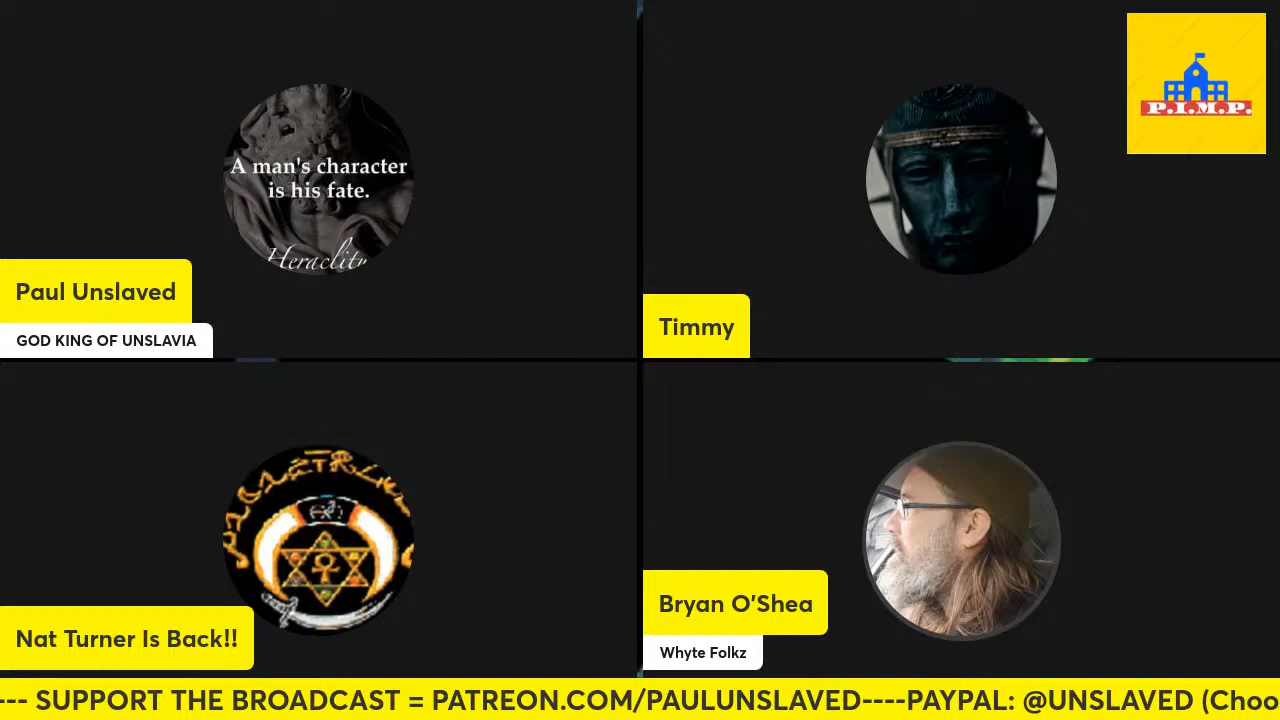 A man's character
is his fate.
Paul Unslaved
GOD KING OF UNSLAVIA
P.I.M.P.
Timmy
Nat Turner Is Back!!
Bryan O'Shea
Whyte Folkz
--- SUPPORT THE BROADCAST = PATREON.COM/PAULUNSLAVED----PAYPAL: @UNSLAVED (Choo